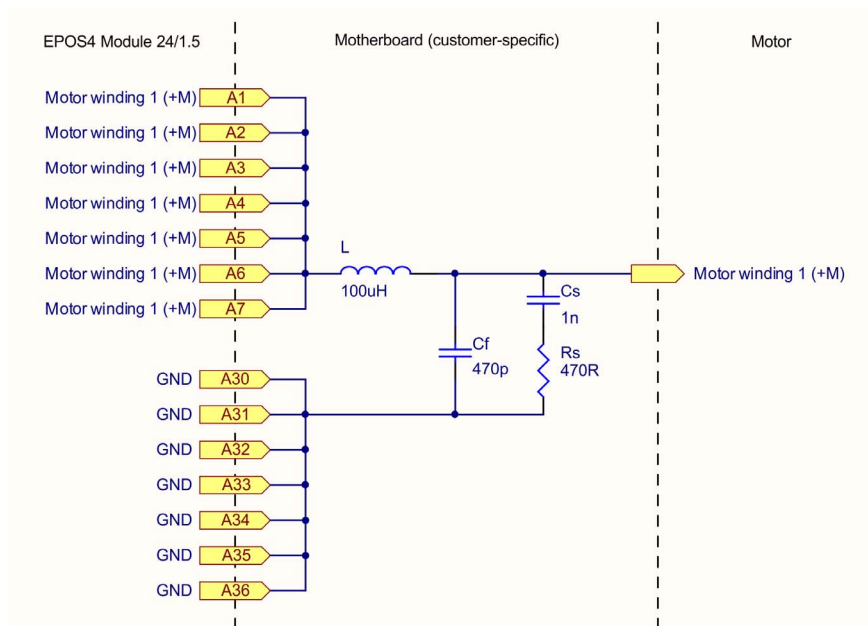 EPOS4 Module 24/1.5 Motherboard (customer-specific) Motor
Motor winding 1 (+M) A1
Motor winding 1 (+M) A2
Motor winding 1 (+M) A3
Motor winding 1 (+M) A4
Motor winding 1 (+M) A5
L
Motor winding 1 (+M) A6 Motor winding 1 (+M)
100uH
Cs
Motor winding 1 (+M) A7
1n
Cf
Rs
470p
470R
GND A30
GND A31
GND A32
GND A33
GND A34
GND A35
GND A36